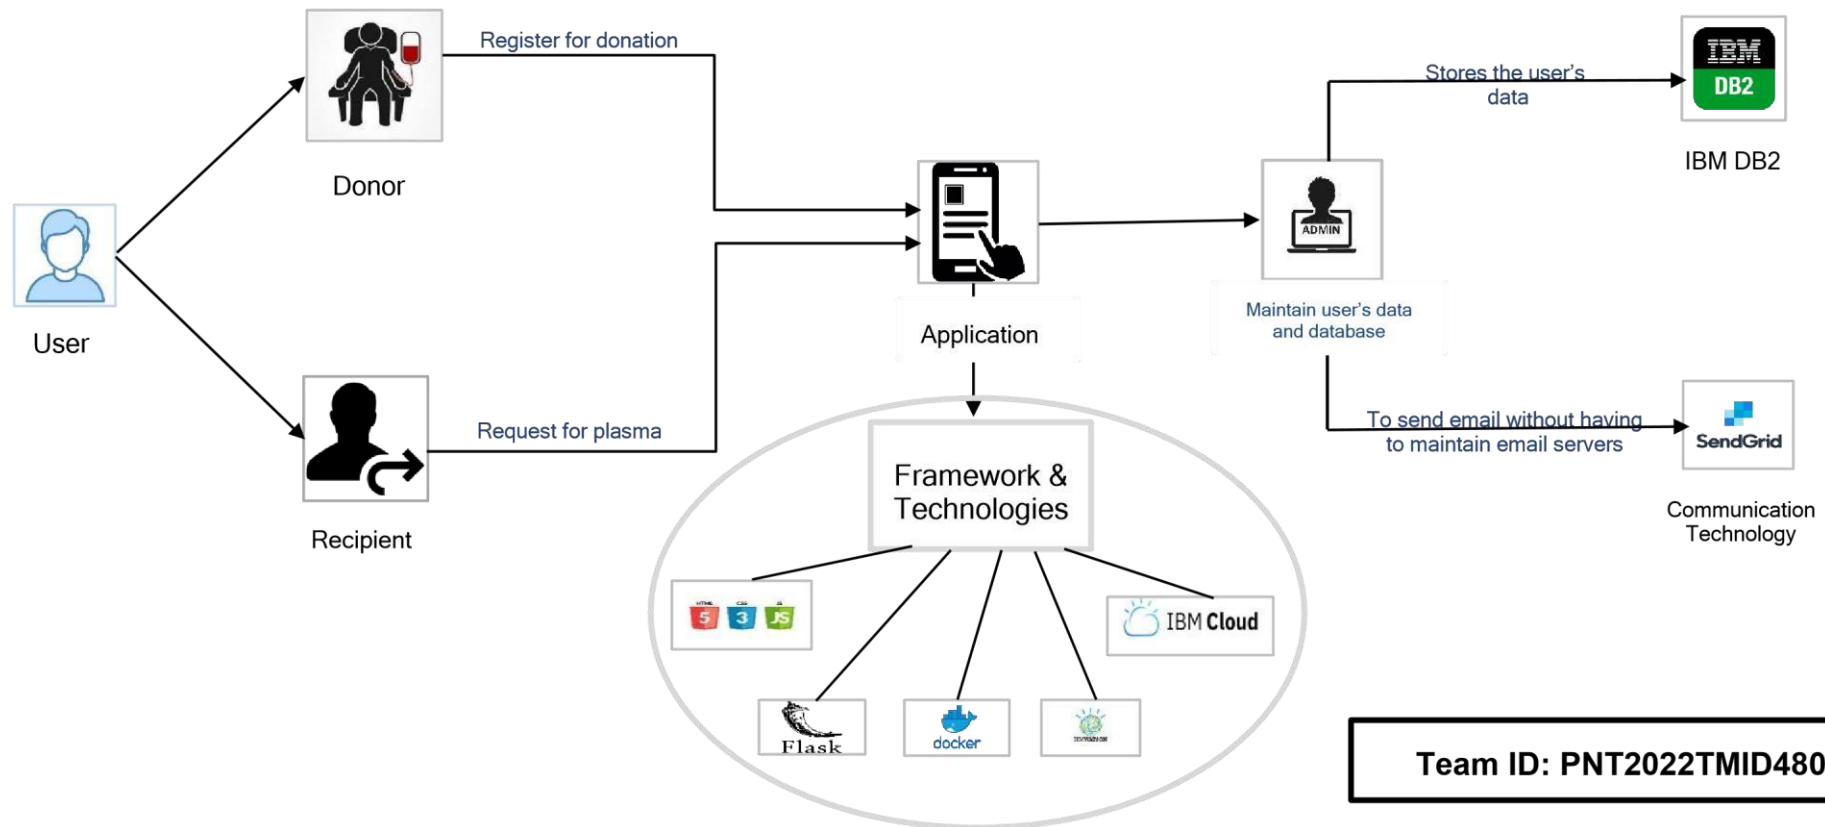 Register for donation
Donor
User
Request for plasma
Recipient
Application
ADMIN
Maintain user's data
and database
Stores the user's
data
IBM
DB2
IBM DB2
To send email without having
to maintain email servers
SendGrid
Communication
Technology
Framework &
Technologies
HTML CSS JS
5 3 JS
IBM Cloud
Flask
docker
Team ID: PNT2022TMID480